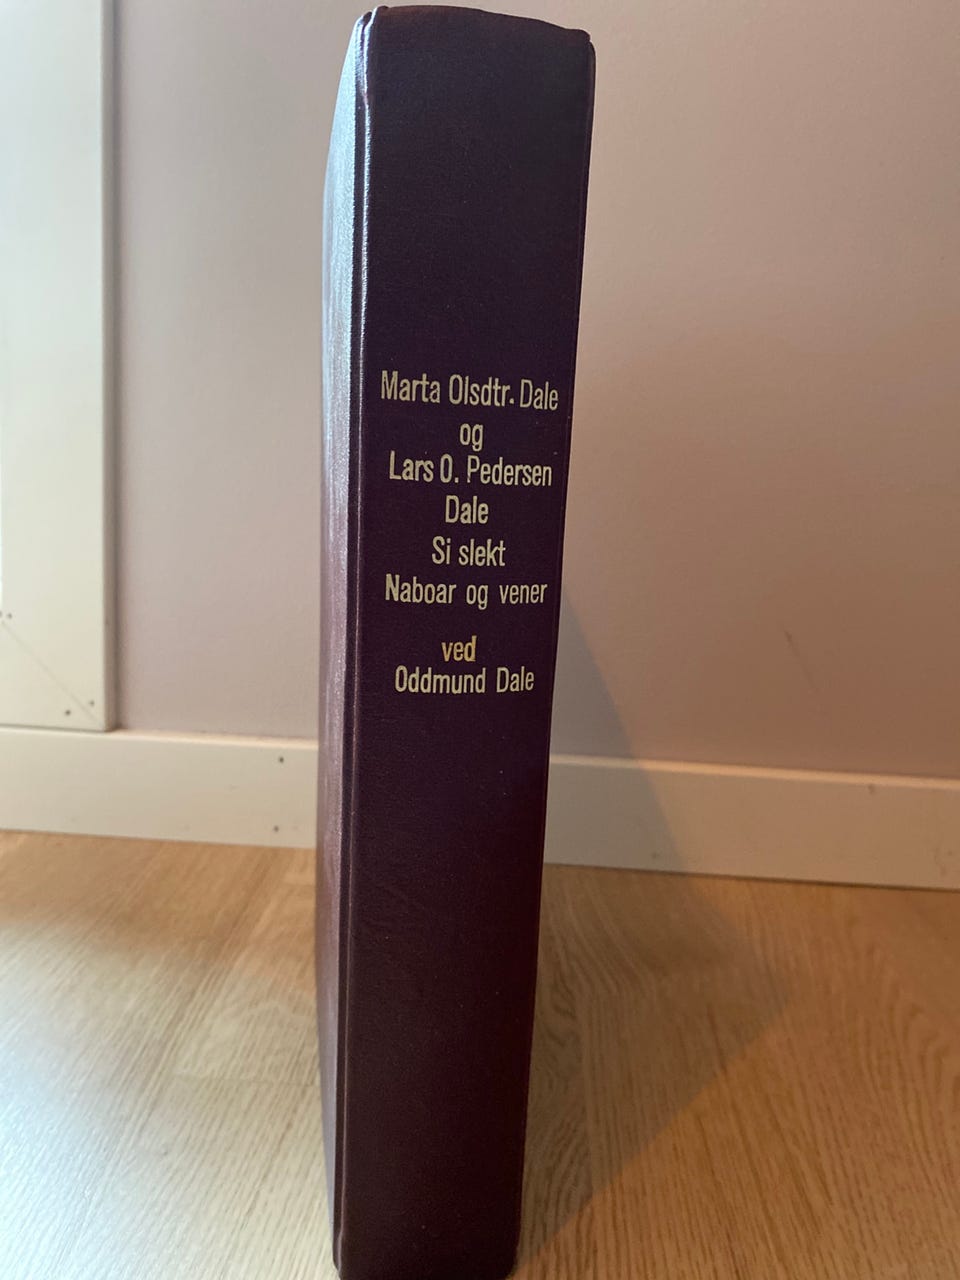 Marta Olsdtr. Dale
og
Lars O. Pedersen
Dale
Si slekt
Naboar og vener
ved
Oddmund Dale